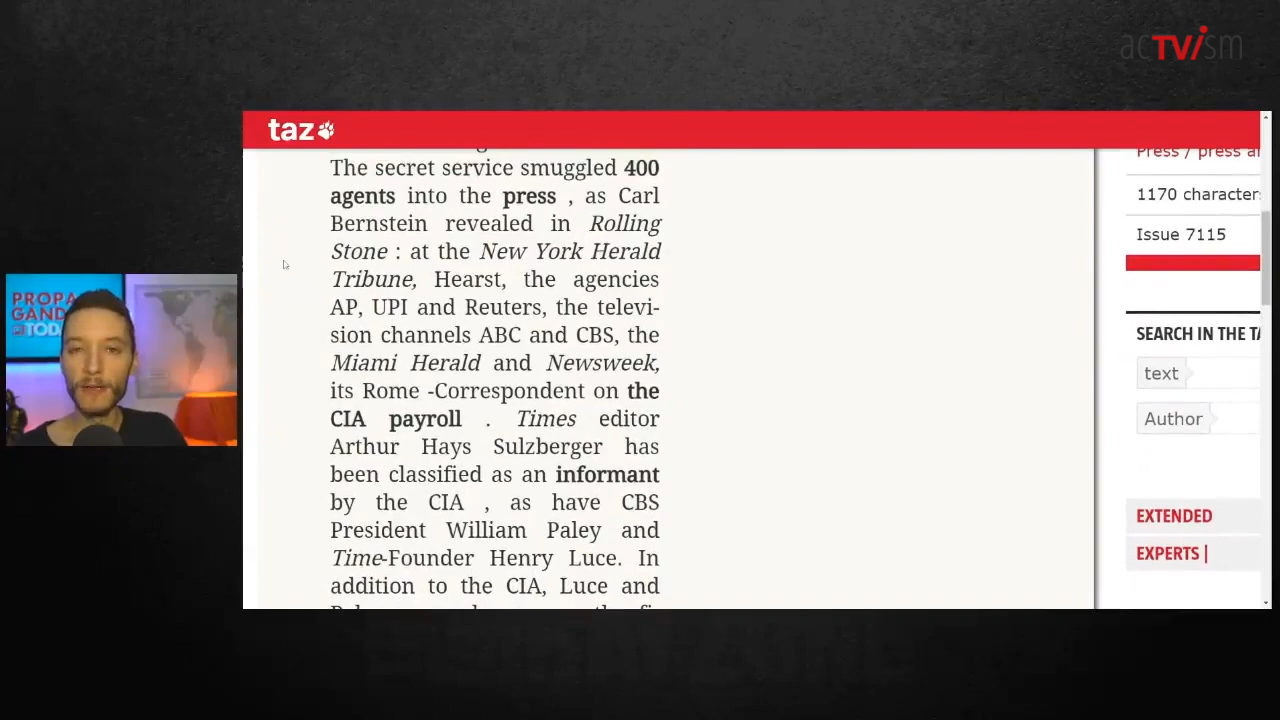 acTVism
taz
The secret service smuggled 400
agents into the press , as Carl
Bernstein revealed in Rolling
Stone : at the New York Herald
Tribune, Hearst, the agencies
AP, UPI and Reuters, the televi-
sion channels ABC and CBS, the
Miami Herald and Newsweek,
its Rome -Correspondent on the
CIA payroll . Times editor
Arthur Hays Sulzberger has
been classified as an informant
by the CIA , as have CBS
President William Paley and
Time-Founder Henry Luce. In
addition to the CIA, Luce and
Press / press
1170 character
Issue 7115
SEARCH IN THE
text
Author
EXTENDED
EXPERTS |
PROPA
GAND
TOD